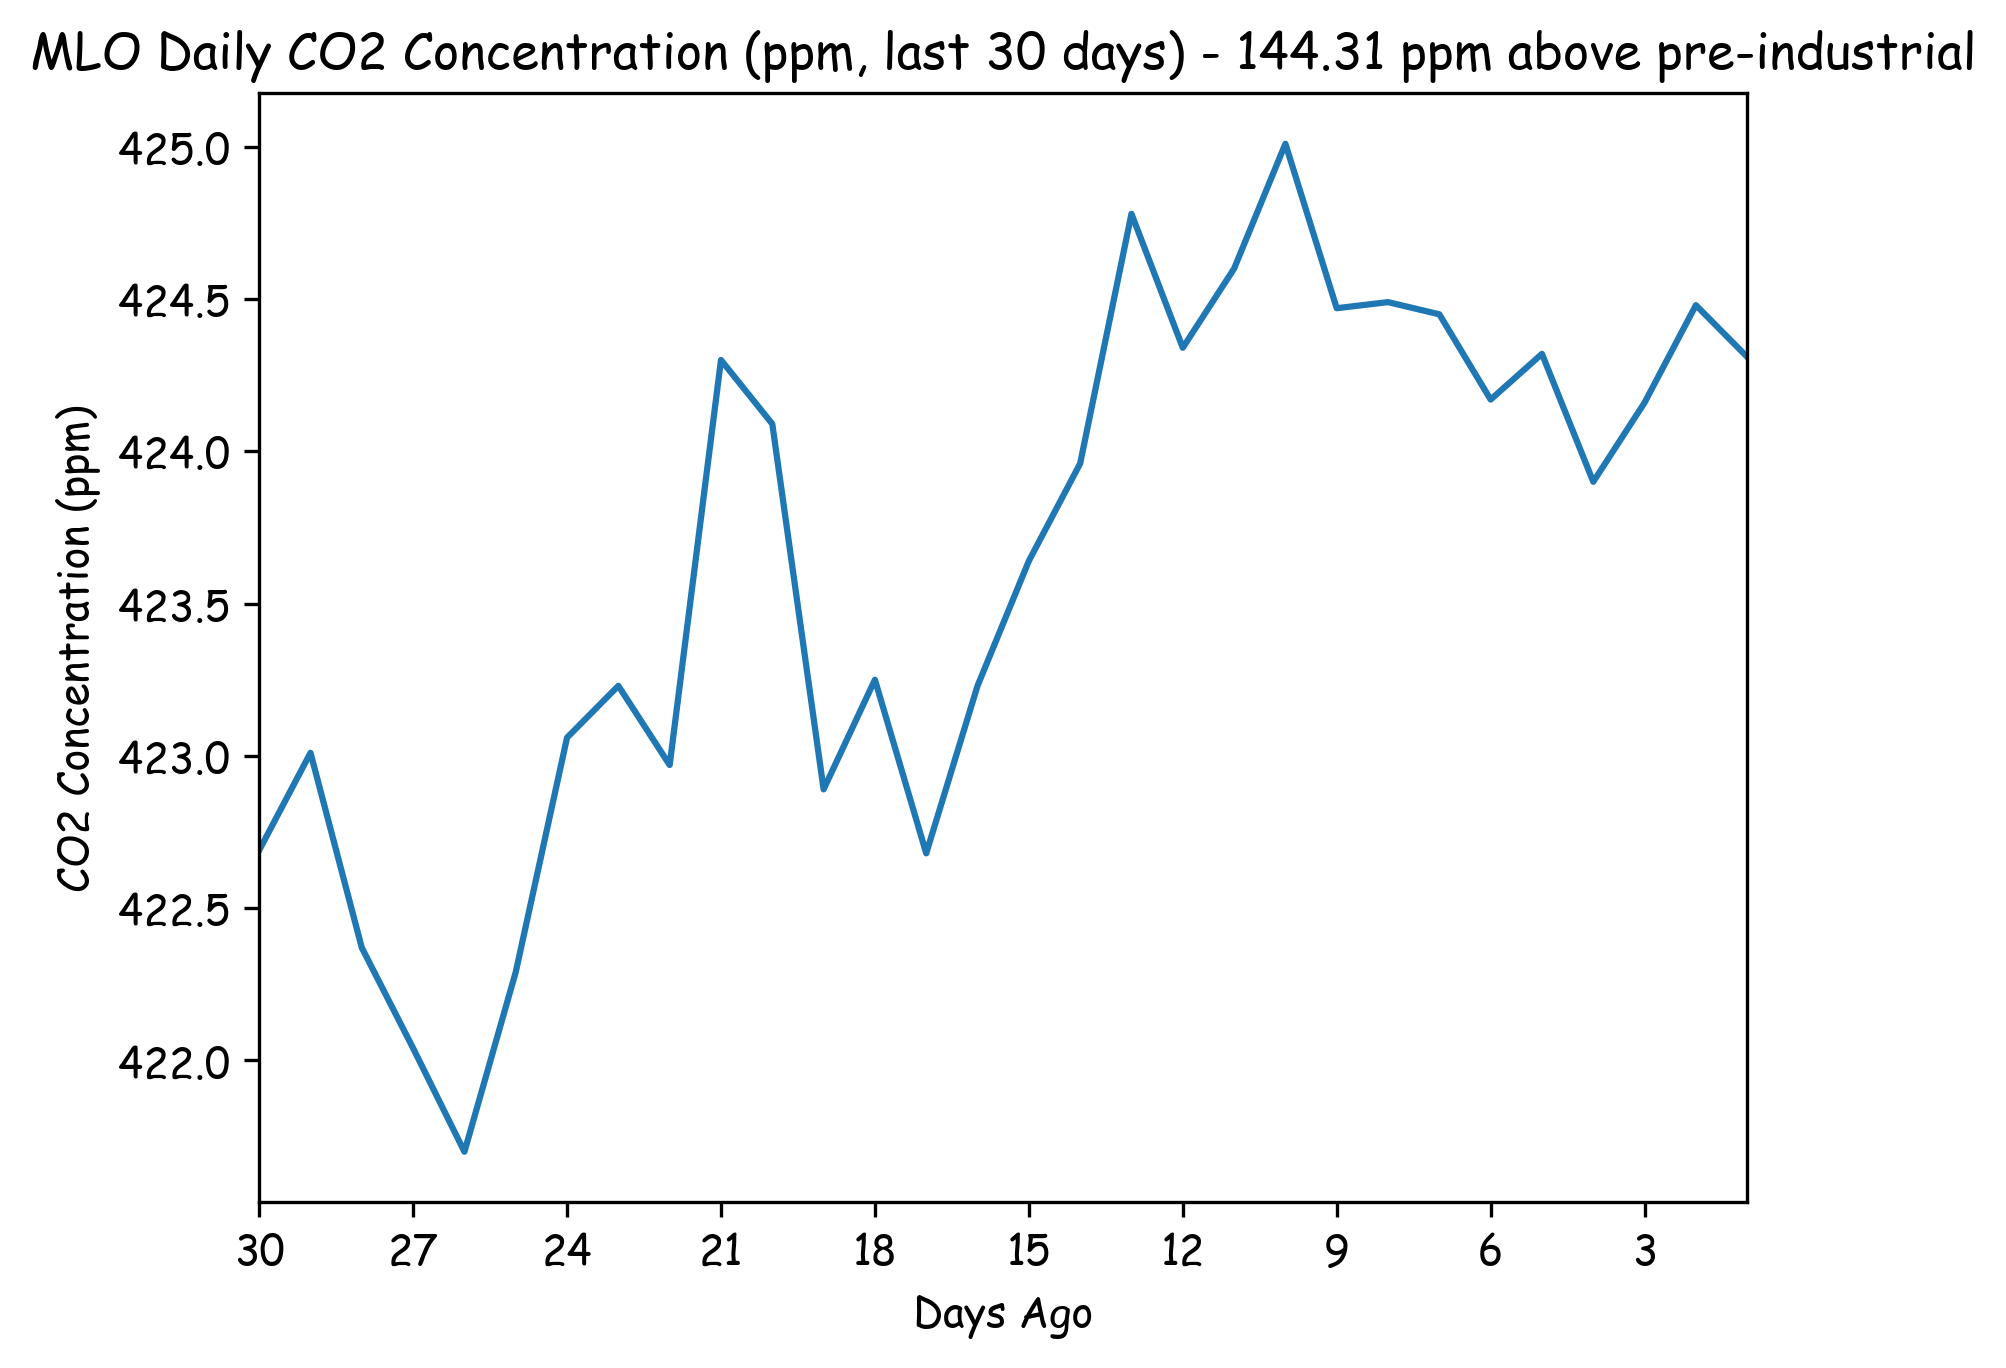 MLO Daily CO2 Concentration (ppm, last 30 days) - 144.31 ppm above pre-industrial
425.0
424.5
424.0
423.5
423.0
422.5
422.0
CO2 Concentration (ppm)
30 27 24 21 18 15 12 9 6 3
Days Ago